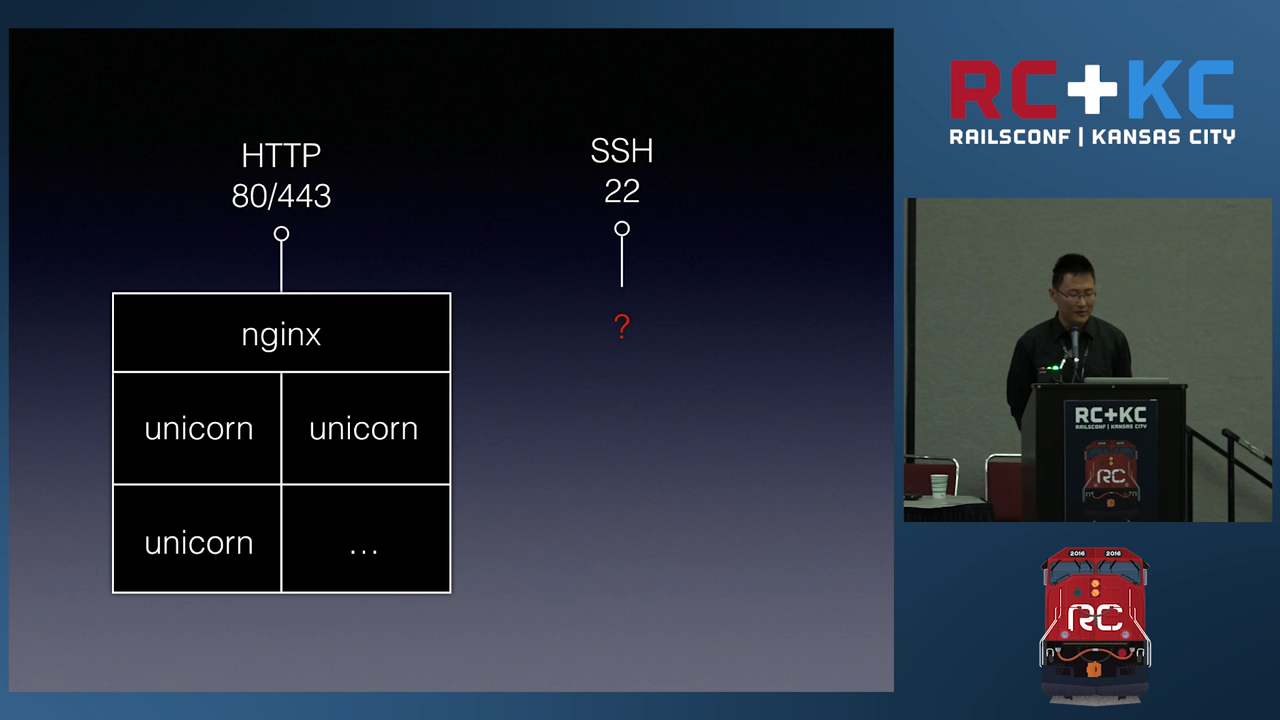 HTTP
80/443
nginx
unicorn unicorn
unicorn ...
SSH
22
?
RC+KC
RAILSCONF | KANSAS CITY
RC+KC
RAILSCONF | KANSAS CITY
RC
2016 2016
RC